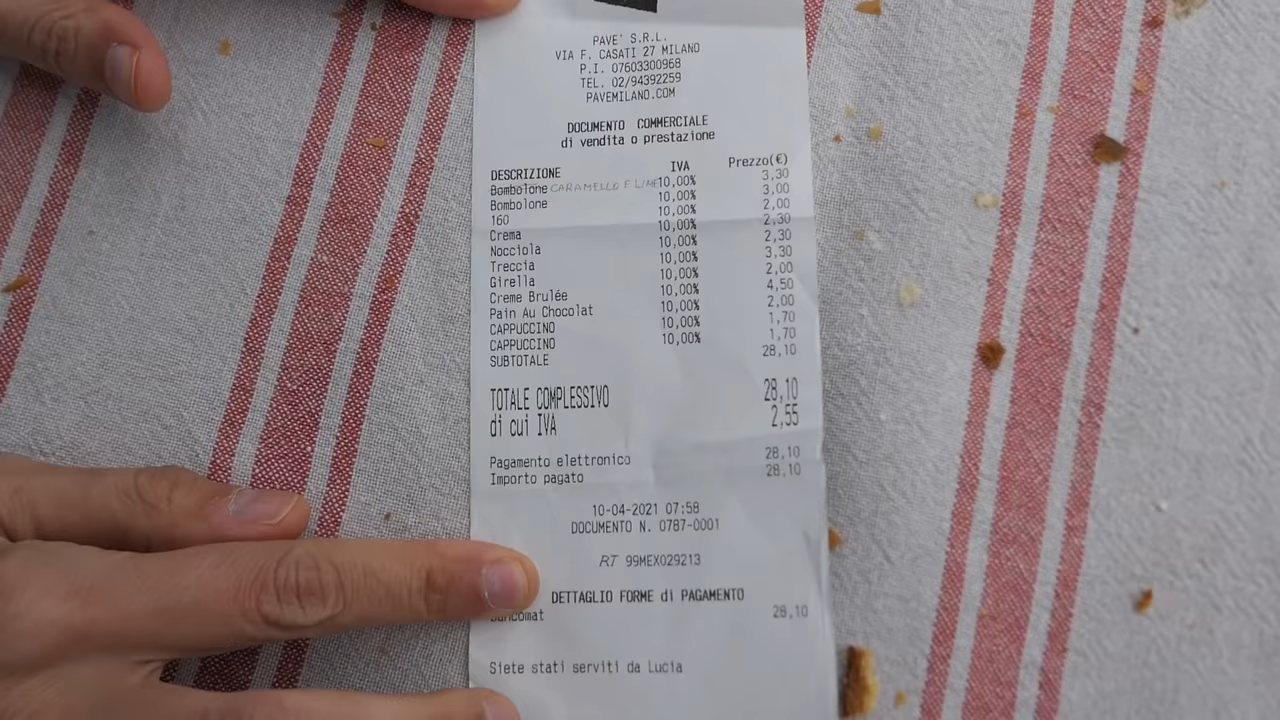 PAVE' S.R.L.
VIA F. CASATI 27 MILANO
P.I. 07603300968
TEL. 02/94392259
PAVEMILANO.COM
DOCUMENTO COMMERCIALE
di vendita o prestazione
DESCRIZIONE IVA Prezzo(€)
Bombolone CARAMELLO E LIME 10,00% 3,30
Bombolone 10,00% 3,00
160 10,00% 2,00
Crema 10,00% 2,30
Nocciola 10,00% 2,30
Treccia 10,00% 3,30
Girella 10,00% 2,00
Creme Brulée 10,00% 4,50
Pain Au Chocolat 10,00% 2,00
CAPPUCCINO 10,00% 1,70
CAPPUCCINO 10,00% 1,70
SUBTOTALE 28,10
TOTALE COMPLESSIVO 28,10
di cui IVA 2,55
Pagamento elettronico 28,10
Importo pagato 28,10
10-04-2021 07:58
DOCUMENTO N. 0787-0001
RT 99MEX029213
DETTAGLIO FORME di PAGAMENTO
Bancomat 28,10
Siete stati serviti da Lucia